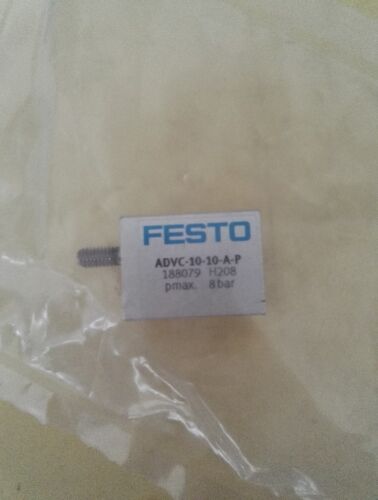 FESTO
ADVC-10-10-A-P
188079 H208
pmax. 8bar